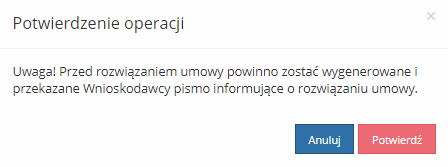 Potwierdzenie operacji
×
Uwaga! Przed rozwiązaniem umowy powinno zostać wygenerowane i
przekazane Wnioskodawcy pismo informujące o rozwiązaniu umowy.
Anuluj
Potwierdź